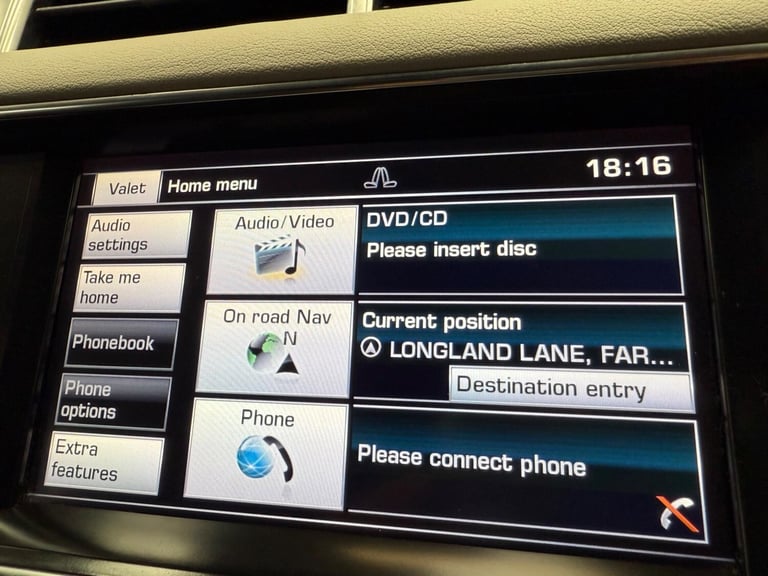 Valet
Home menu
18:16
Audio
settings
Audio/Video
DVD/CD
Please insert disc
Take me
home
On road Nav
N
Current position
LONGLAND LANE, FAR...
Destination entry
Phonebook
Phone
options
Phone
Please connect phone
Extra
features